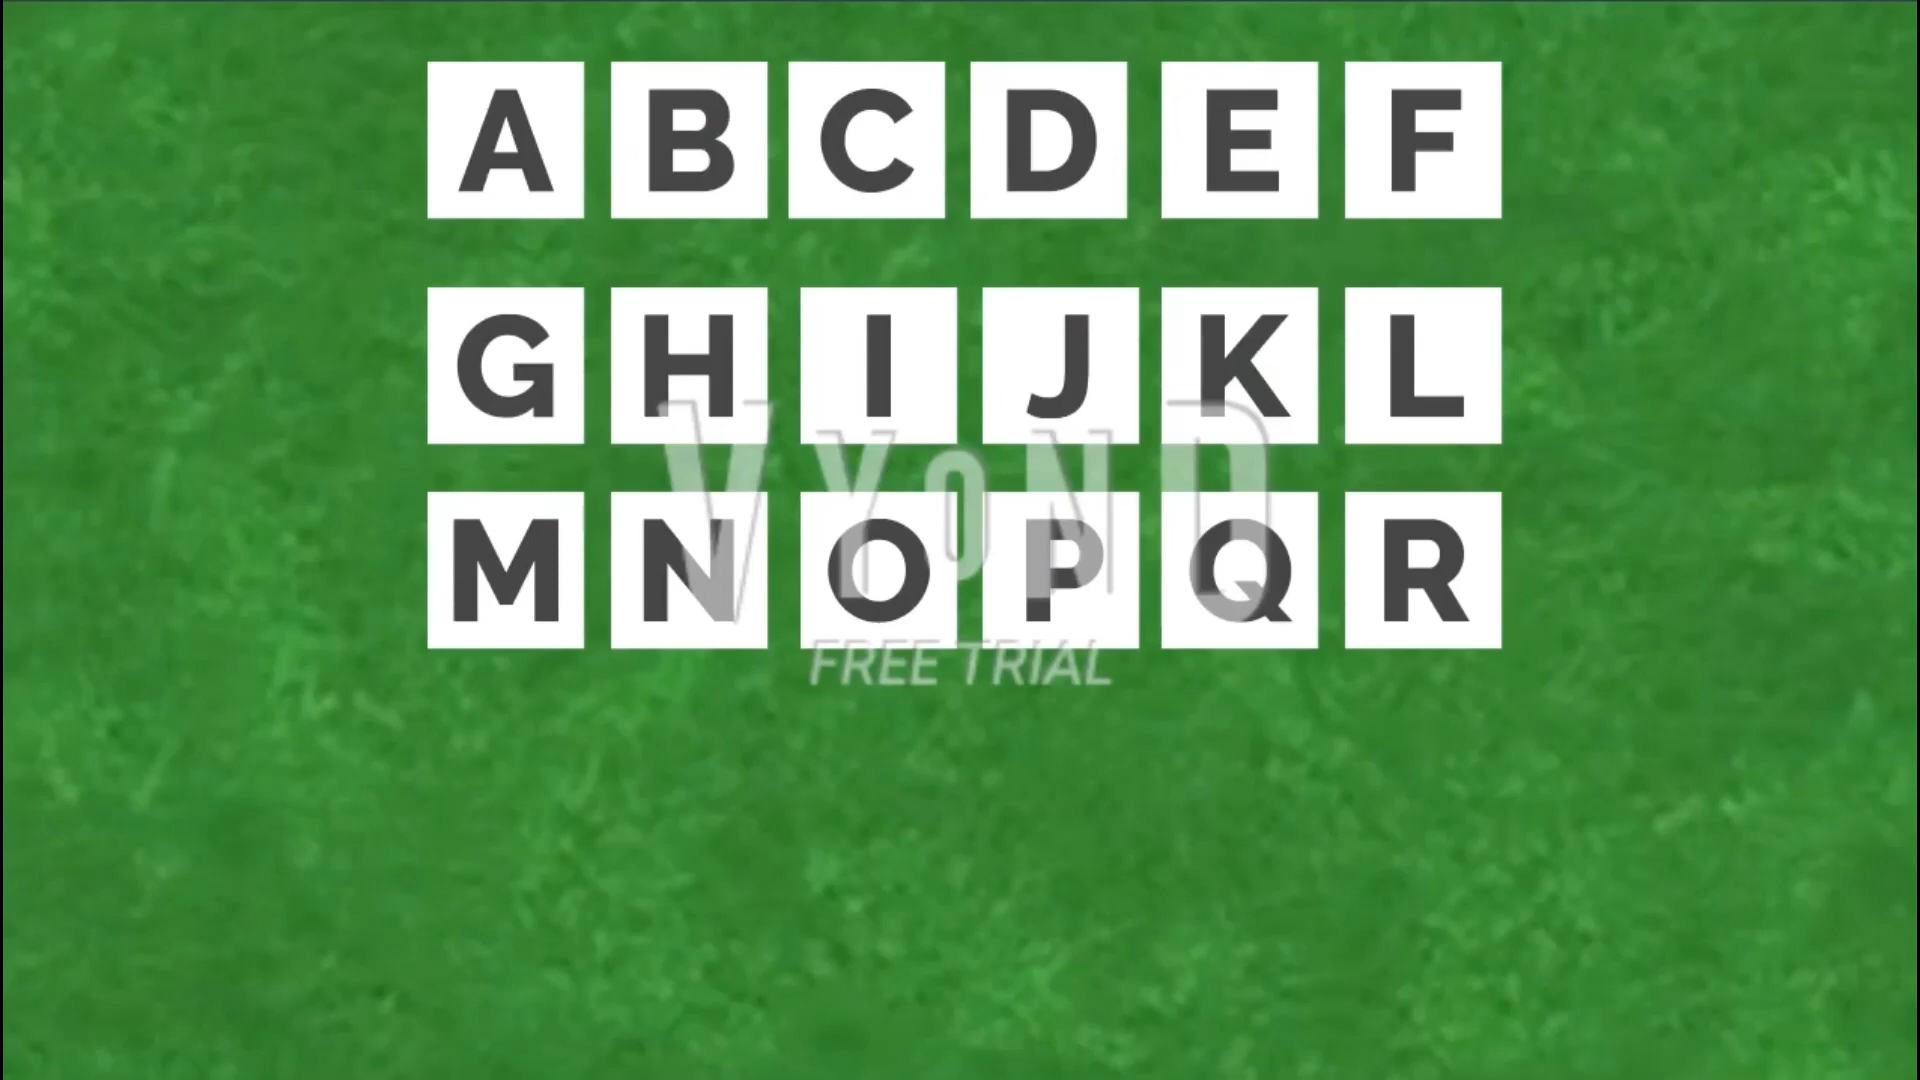 A B C D E F
G H I J K L
VYOND
M N O P Q R
FREE TRIAL